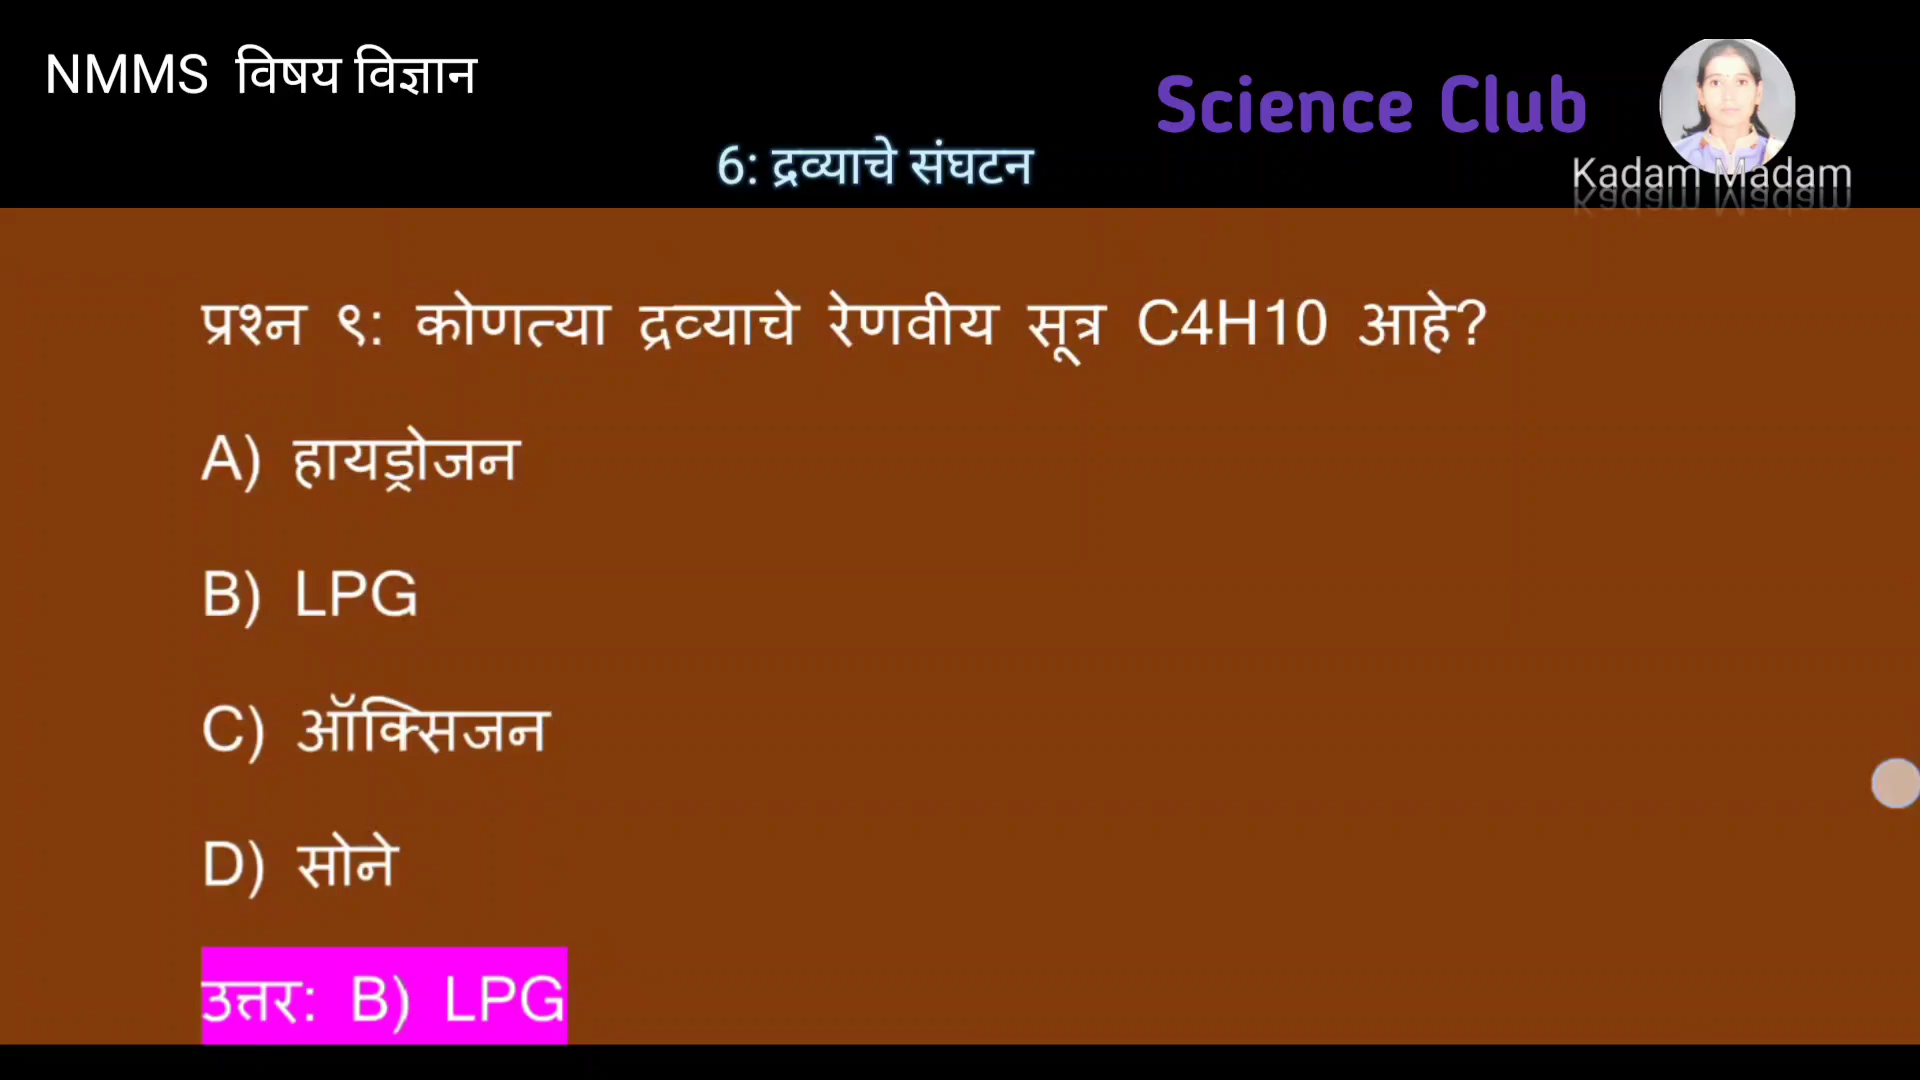 NMMS विषय विज्ञान
Science Club
6: द्रव्याचे संघटन
Kadam Madam
प्रश्न ९: कोणत्या द्रव्याचे रेणवीय सूत्र C4H10 आहे?
A) हायड्रोजन
B) LPG
C) ऑक्सिजन
D) सोने
उत्तर: B) LPG